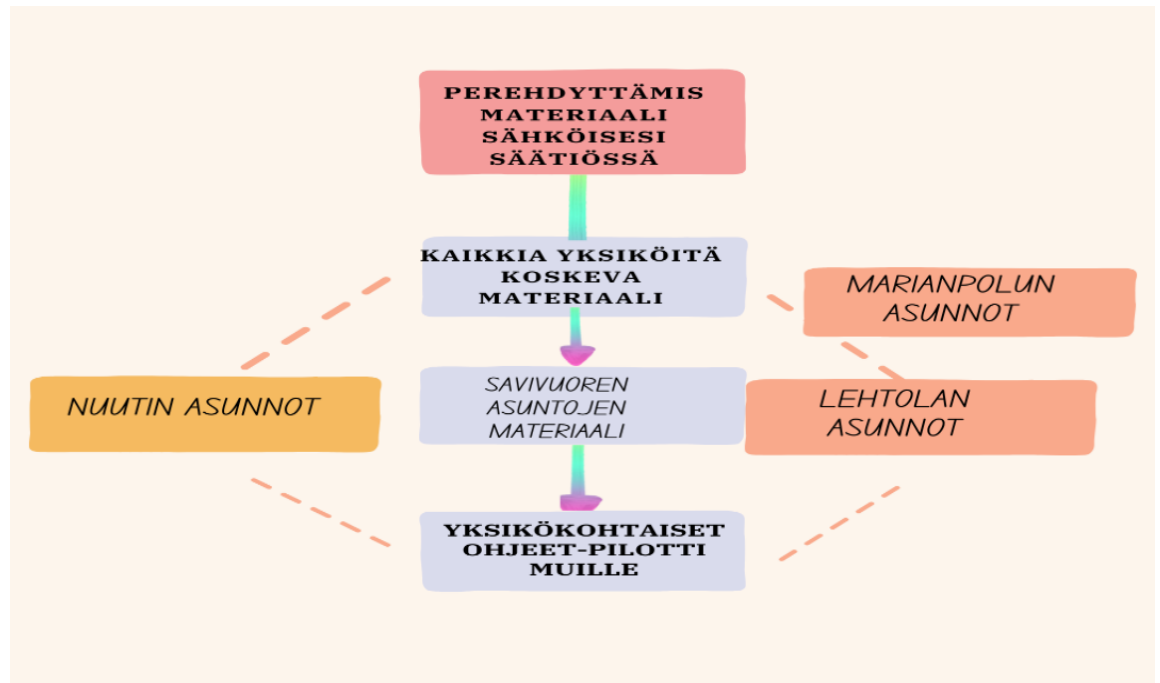 PEREHDYTTÄMIS
MATERIAALI
SÄHKÖISESI
SÄÄTIÖSSÄ
KAIKKIA YKSIKÖITÄ
KOSKEVA
MATERIAALI
MARIANPOLUN
ASUNNOT
NUUTIN ASUNNOT
SAVIVUOREN
ASUNTOJEN
MATERIAALI
LEHTOLAN
ASUNNOT
YKSIKÖKOHTAISET
OHJEET-PILOTTI
MUILLE